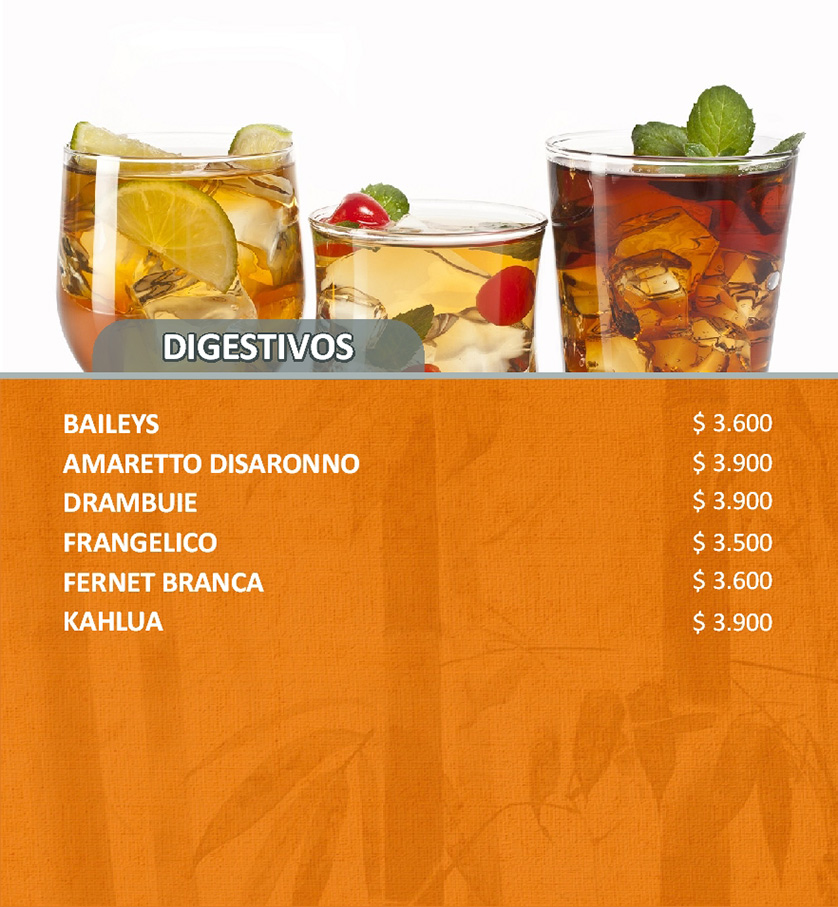 DIGESTIVOS
BAILEYS $ 3.600
AMARETTO DISARONNO $ 3.900
DRAMBUIE $ 3.900
FRANGELICO $ 3.500
FERNET BRANCA $ 3.600
KAHLUA $ 3.900